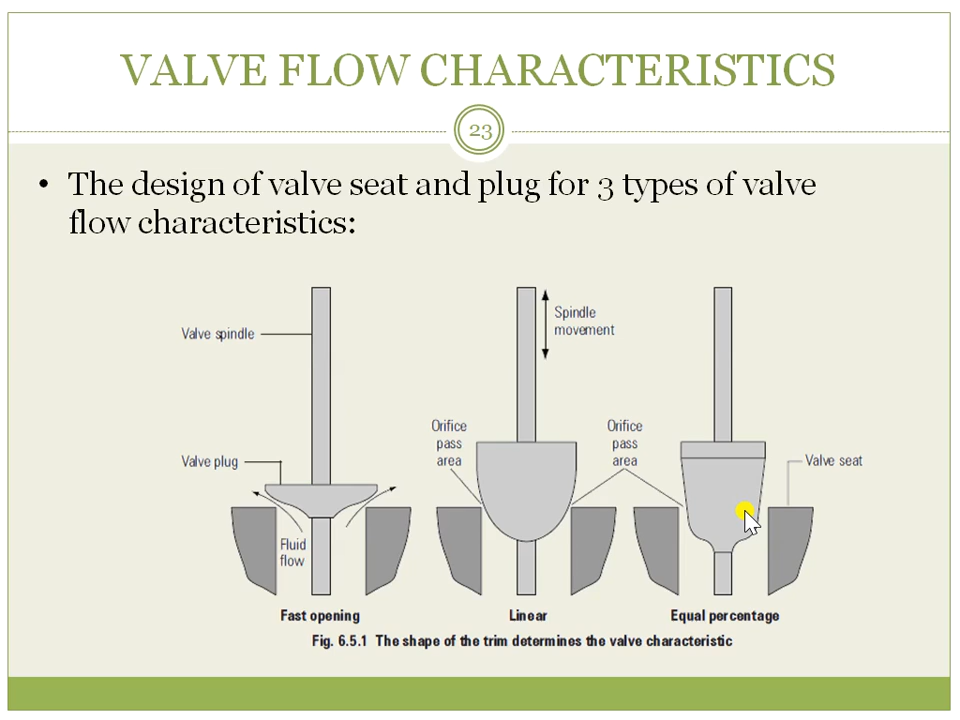 VALVE FLOW CHARACTERISTICS
23
• The design of valve seat and plug for 3 types of valve
flow characteristics:
Valve spindle
Spindle
movement
Orifice
pass
area
Orifice
pass
area
Valve plug
Valve seat
Fluid
flow
Fast opening
Linear
Equal percentage
Fig. 6.5.1 The shape of the trim determines the valve characteristic